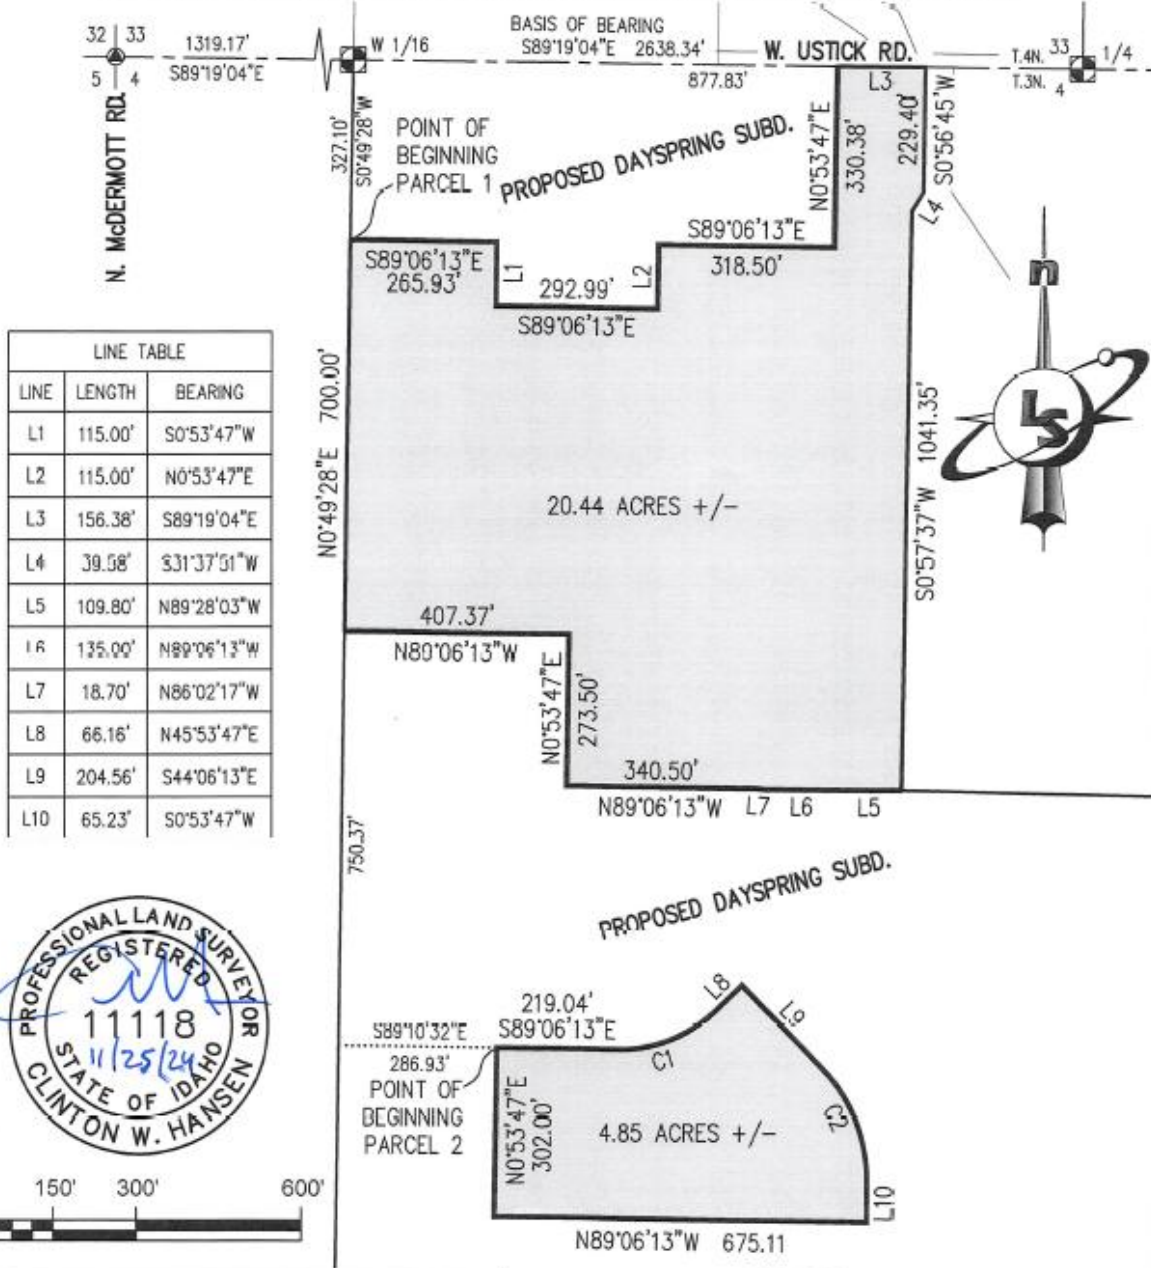 32 33
5 4
1319.17'
S89°19'04"E
W 1/16
BASIS OF BEARING
S89°19'04"E 2638.34'
877.83'
W. USTICK RD.
T.4N. 33 1/4
T.3N. 4
N. McDERMOTT RD.
327.10'
S0°49'28"W
POINT OF
BEGINNING
PARCEL 1
PROPOSED DAYSPRING SUBD.
N0°53'47"E
330.38'
L3
229.40'
S0°56'45"W
L4
S89°06'13"E
265.93'
L1
292.99'
S89°06'13"E
L2
S89°06'13"E
318.50'
n
LS
LINE TABLE
LINE LENGTH BEARING
L1 115.00' S0°53'47"W
L2 115.00' N0°53'47"E
L3 156.38' S89°19'04"E
L4 39.58' S31°37'51"W
L5 109.80' N89°28'03"W
L6 135.00' N89°06'13"W
L7 18.70' N86°02'17"W
L8 66.16' N45°53'47"E
L9 204.56' S44°06'13"E
L10 65.23' S0°53'47"W
N0°49'28"E 700.00'
20.44 ACRES +/-
S0°57'37"W 1041.35'
407.37'
N89°06'13"W
N0°53'47"E
273.50'
340.50'
N89°06'13"W L7 L6 L5
750.37'
PROPOSED DAYSPRING SUBD.
PROFESSIONAL LAND SURVEYOR
REGISTERED
11118
11/25/24
STATE OF IDAHO
CLINTON W. HANSEN
S89°10'32"E
286.93'
POINT OF
BEGINNING
PARCEL 2
219.04'
S89°06'13"E
C1
L8
L9
C2
L10
N0°53'47"E
302.00'
4.85 ACRES +/-
N89°06'13"W 675.11
150' 300' 600'